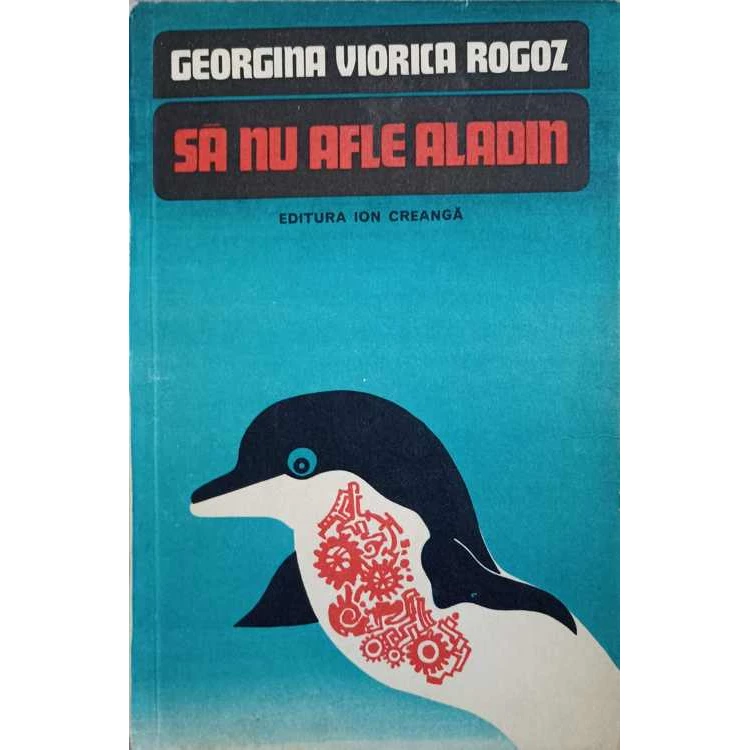 GEORGINA VIORICA ROGOZ
SĂ NU AFLE ALADIN
EDITURA ION CREANGĂ